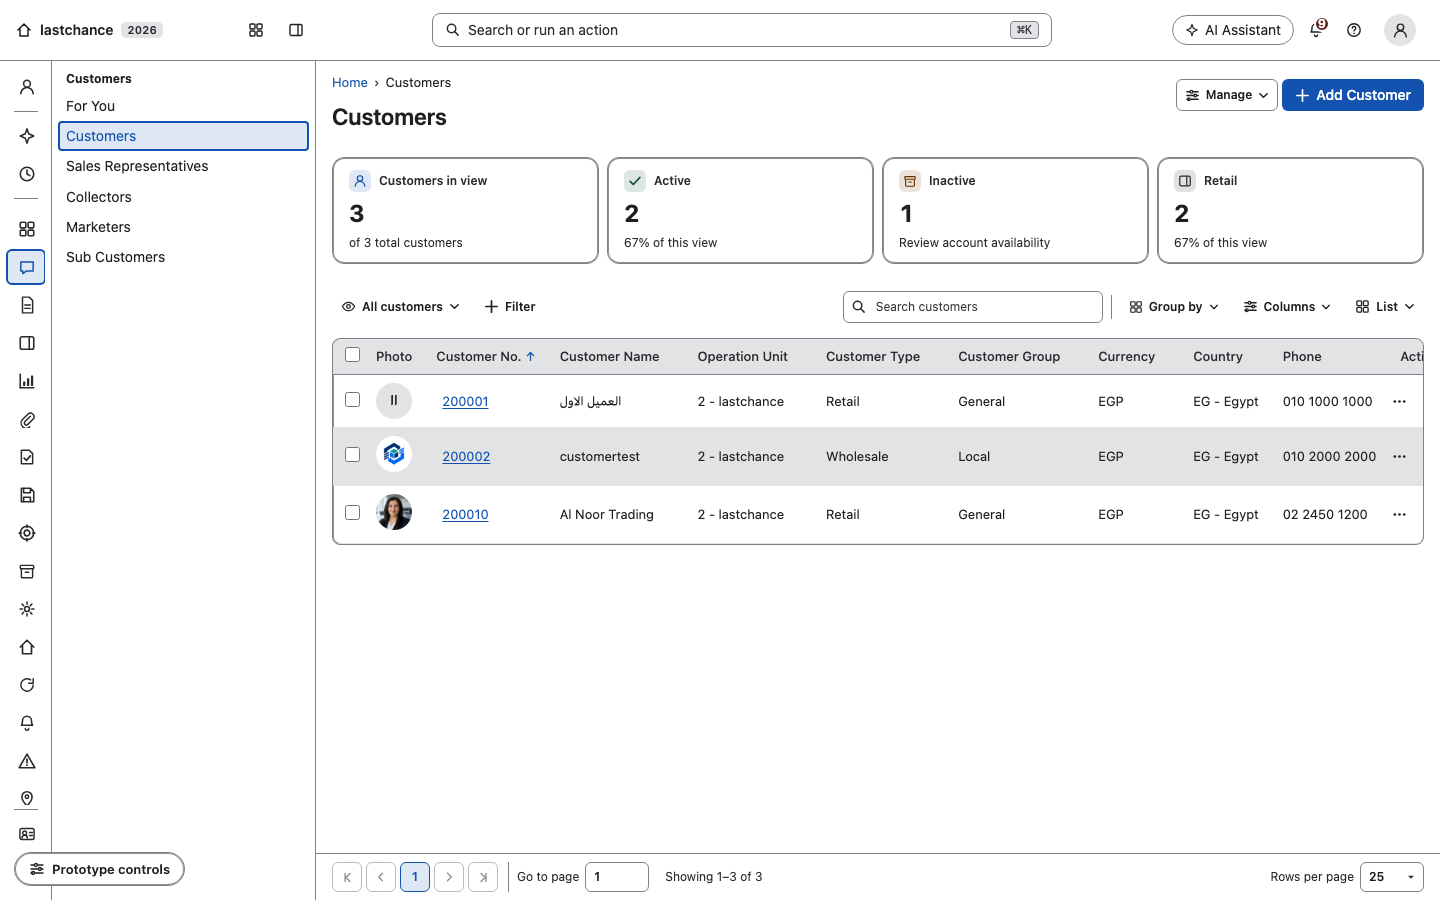 lastchance 2026
Search or run an action
⌘K
AI Assistant
9
Customers
For You
Customers
Sales Representatives
Collectors
Marketers
Sub Customers
Prototype controls
Home › Customers
Customers
Manage
Add Customer
Customers in view
3
of 3 total customers
Active
2
67% of this view
Inactive
1
Review account availability
Retail
2
67% of this view
All customers
Filter
Search customers
Group by
Columns
List
Photo Customer No. Customer Name Operation Unit Customer Type Customer Group Currency Country Phone Acti
اا 200001 العميل الاول 2 - lastchance Retail General EGP EG - Egypt 010 1000 1000
200002 customertest 2 - lastchance Wholesale Local EGP EG - Egypt 010 2000 2000
200010 Al Noor Trading 2 - lastchance Retail General EGP EG - Egypt 02 2450 1200
1
Go to page 1
Showing 1–3 of 3
Rows per page 25